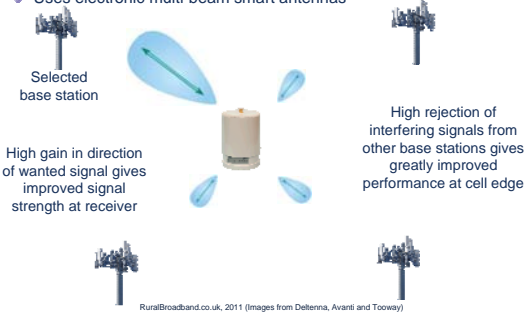 Uses electronic multi-beam smart antennas
Selected
base station
High gain in direction
of wanted signal gives
improved signal
strength at receiver
High rejection of
interfering signals from
other base stations gives
greatly improved
performance at cell edge
RuralBroadband.co.uk, 2011 (Images from Deltenna, Avanti and Tooway)